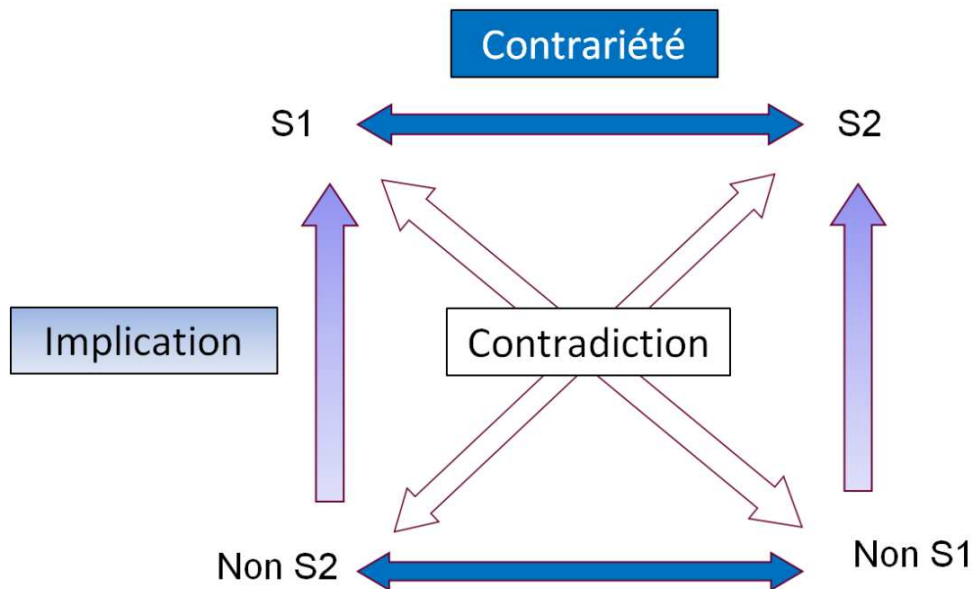 Contrariété
S1
S2
Implication
Contradiction
Non S2
Non S1